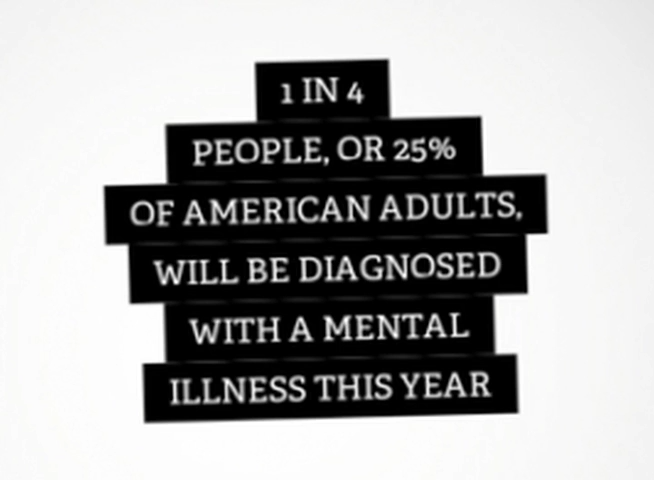 1 IN 4
PEOPLE, OR 25%
OF AMERICAN ADULTS,
WILL BE DIAGNOSED
WITH A MENTAL
ILLNESS THIS YEAR